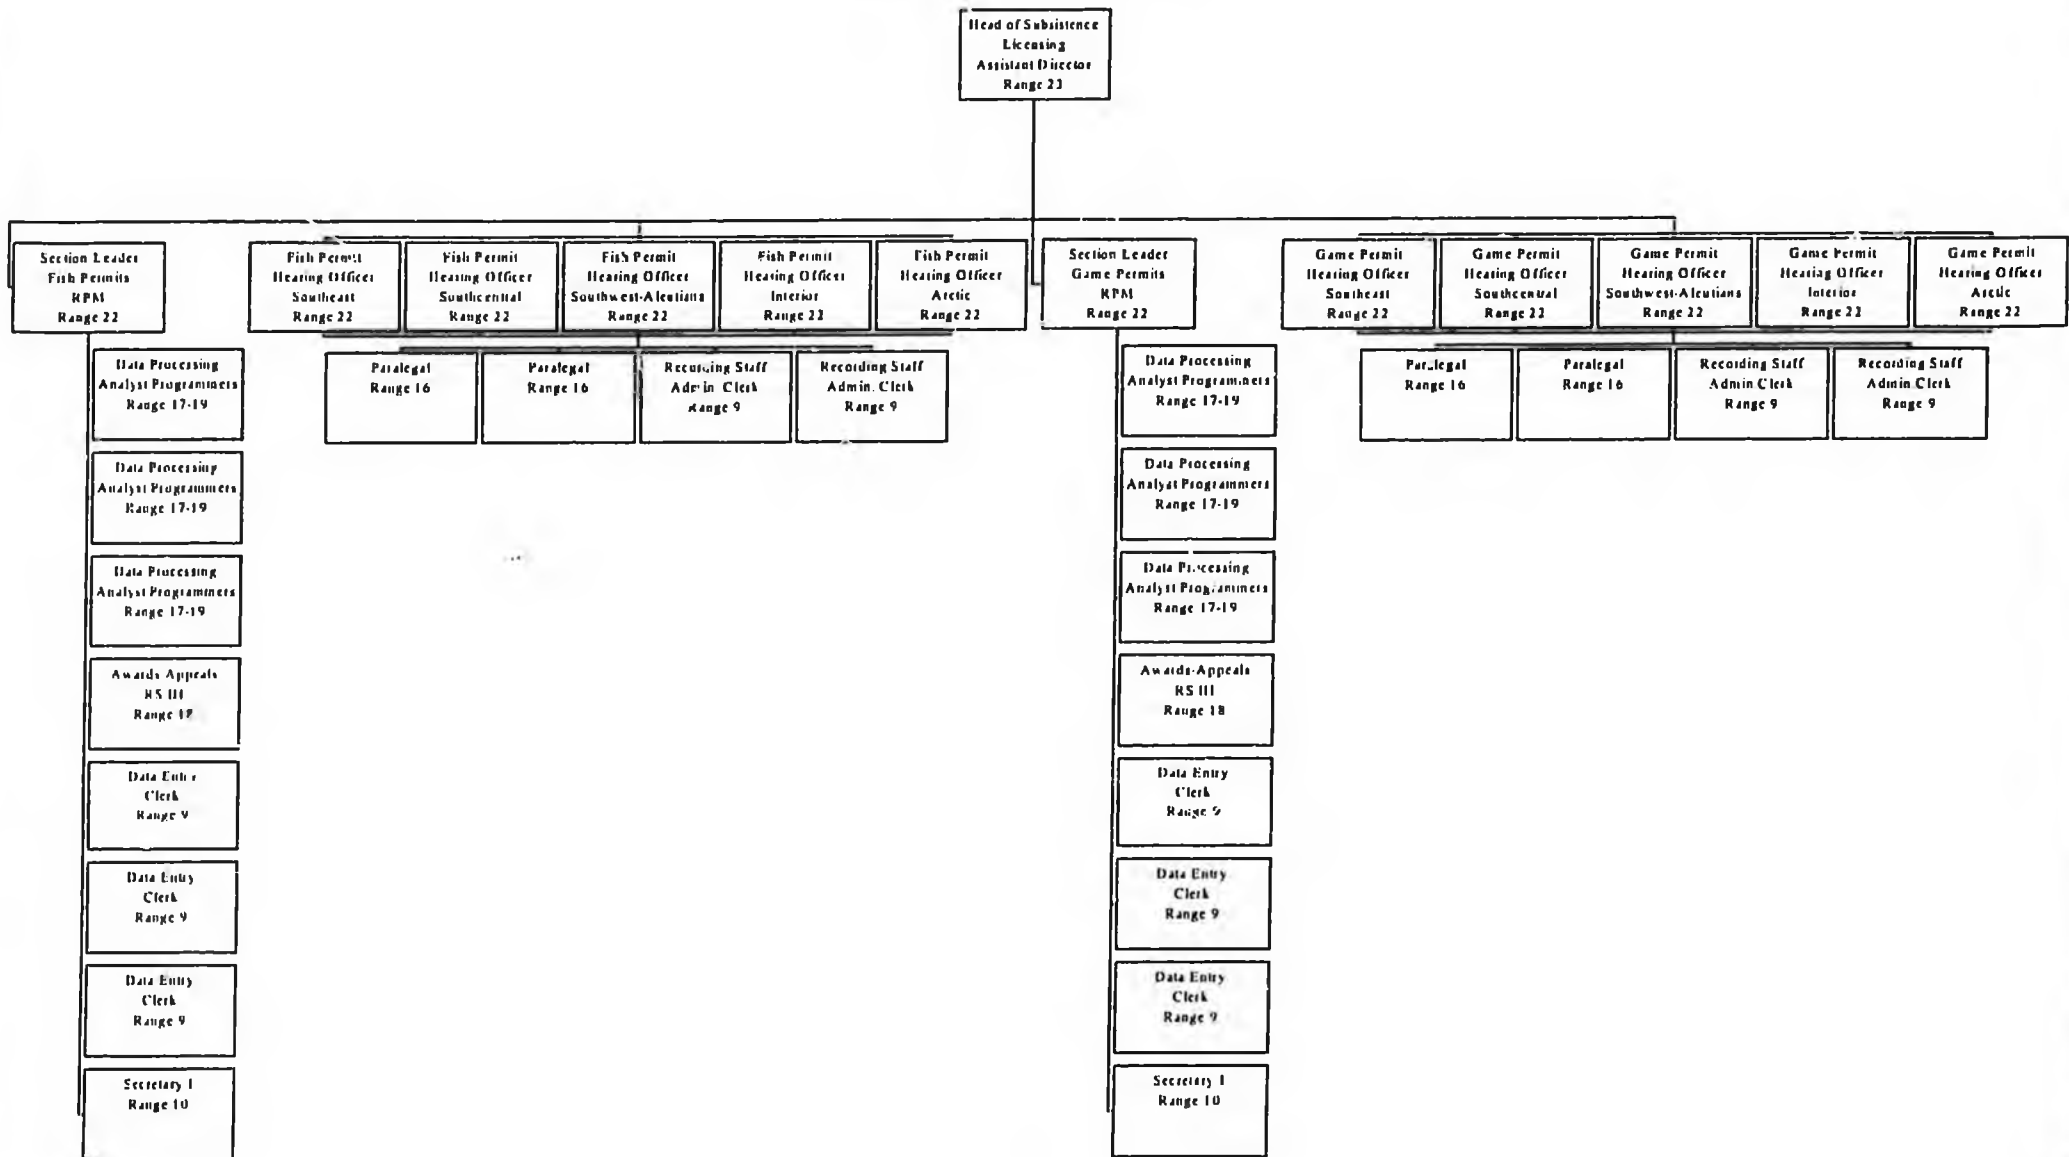 Head of Subsistence
Licensing
Assistant Director
Range 23
Section Leader
Fish Permits
RPM
Range 22
Fish Permit
Hearing Officer
Southeast
Range 22
Fish Permit
Hearing Officer
Southcentral
Range 22
Fish Permit
Hearing Officer
Southwest-Aleutians
Range 22
Fish Permit
Hearing Officer
Interior
Range 22
Fish Permit
Hearing Officer
Arctic
Range 22
Section Leader
Game Permits
RPM
Range 22
Game Permit
Hearing Officer
Southeast
Range 22
Game Permit
Hearing Officer
Southcentral
Range 22
Game Permit
Hearing Officer
Southwest-Aleutians
Range 22
Game Permit
Hearing Officer
Interior
Range 22
Game Permit
Hearing Officer
Arctic
Range 22
Data Processing
Analyst Programmers
Range 17-19
Data Processing
Analyst Programmers
Range 17-19
Data Processing
Analyst Programmers
Range 17-19
Awards-Appeals
RS III
Range 18
Data Entry
Clerk
Range 9
Data Entry
Clerk
Range 9
Data Entry
Clerk
Range 9
Secretary I
Range 10
Paralegal
Range 16
Paralegal
Range 16
Recording Staff
Admin. Clerk
Range 9
Recording Staff
Admin. Clerk
Range 9
Data Processing
Analyst Programmers
Range 17-19
Data Processing
Analyst Programmers
Range 17-19
Data Processing
Analyst Programmers
Range 17-19
Awards-Appeals
RS III
Range 18
Data Entry
Clerk
Range 9
Data Entry
Clerk
Range 9
Data Entry
Clerk
Range 9
Secretary I
Range 10
Paralegal
Range 16
Paralegal
Range 16
Recording Staff
Admin Clerk
Range 9
Recording Staff
Admin Clerk
Range 9